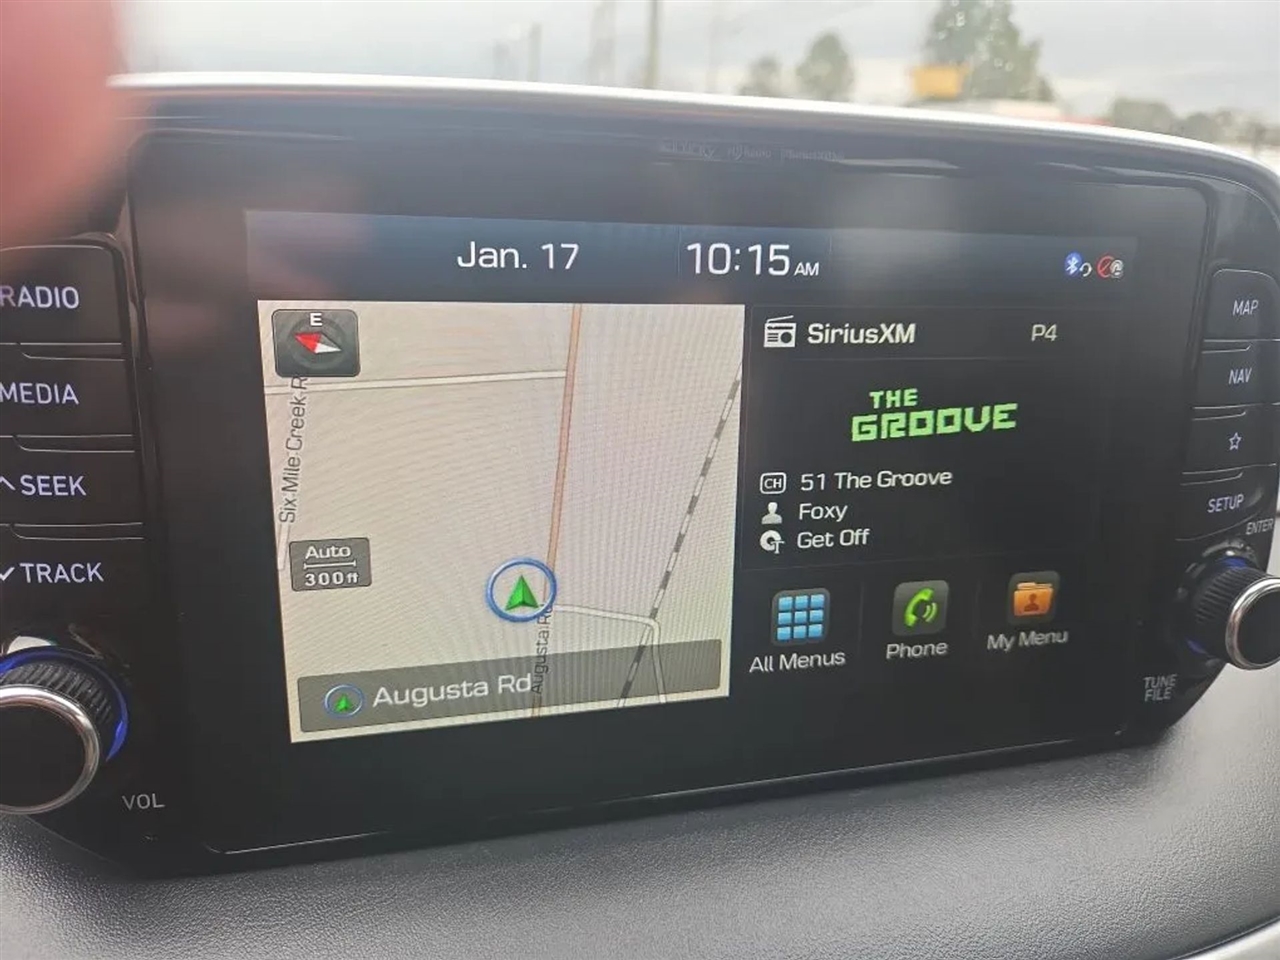 Jan. 17
10:15 AM
RADIO
MEDIA
SEEK
TRACK
VOL
E
Six Mile Creek R
Auto
300ft
Augusta Rd
Augusta Rd
SiriusXM
P4
THE
GROOVE
CH 51 The Groove
Foxy
Get Off
All Menus
Phone
My Menu
MAP
NAV
SETUP
ENTER
TUNE
FILE